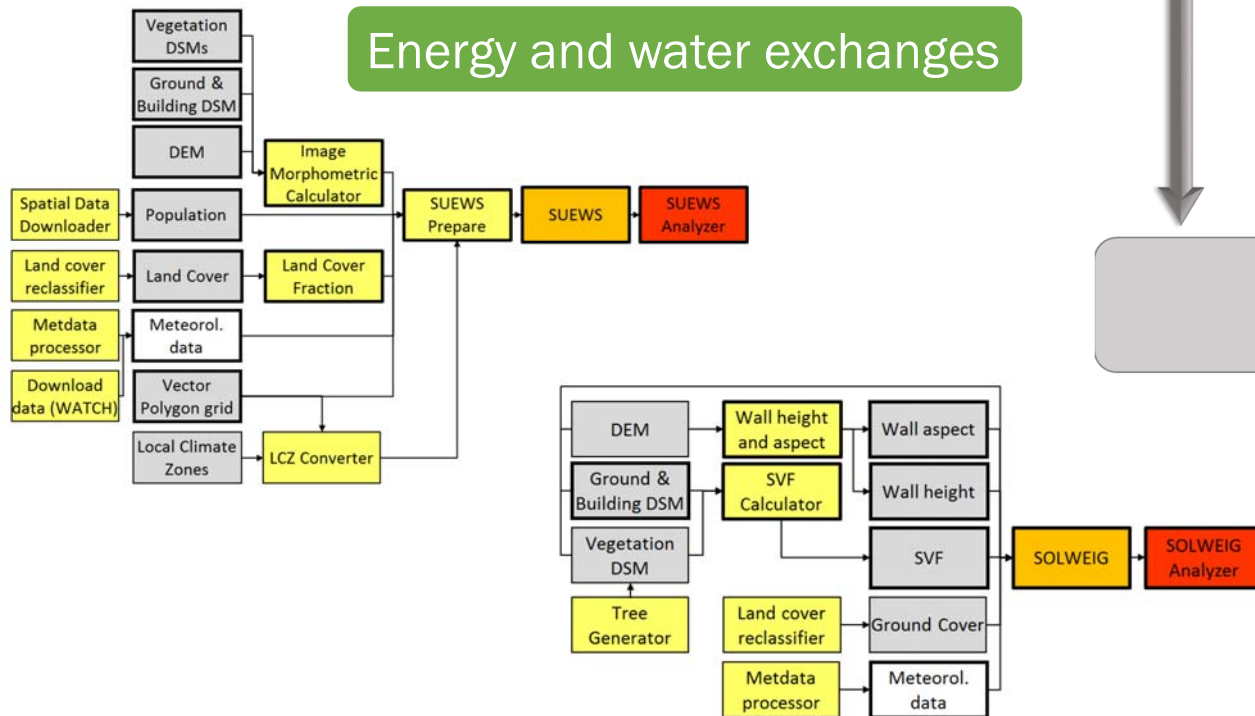 Energy and water exchanges
Vegetation
DSMs
Ground &
Building DSM
DEM
Image
Morphometric
Calculator
Spatial Data
Downloader
Population
SUEWS
Prepare
SUEWS
SUEWS
Analyzer
Land cover
reclassifier
Land Cover
Land Cover
Fraction
Metdata
processor
Meteorol.
data
Download
data (WATCH)
Vector
Polygon grid
Local Climate
Zones
LCZ Converter
DEM
Wall height
and aspect
Wall aspect
Ground &
Building DSM
SVF
Calculator
Wall height
Vegetation
DSM
SVF
SOLWEIG
SOLWEIG
Analyzer
Tree
Generator
Land cover
reclassifier
Ground Cover
Metdata
processor
Meteorol.
data